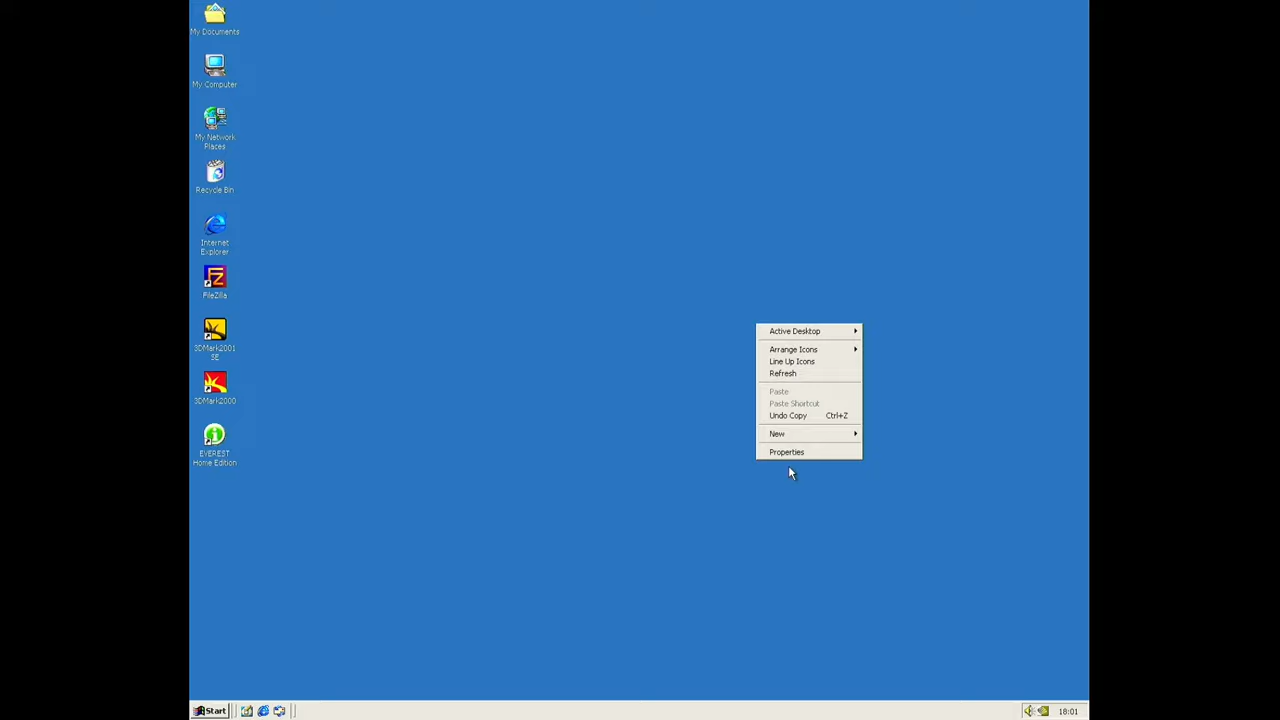 My Documents
My Computer
My Network
Places
Recycle Bin
Internet
Explorer
FileZilla
3DMark2001
SE
3DMark2000
EVEREST
Home Edition
Active Desktop
Arrange Icons
Line Up Icons
Refresh
Paste
Paste Shortcut
Undo Copy Ctrl+Z
New
Properties
Start
18:01